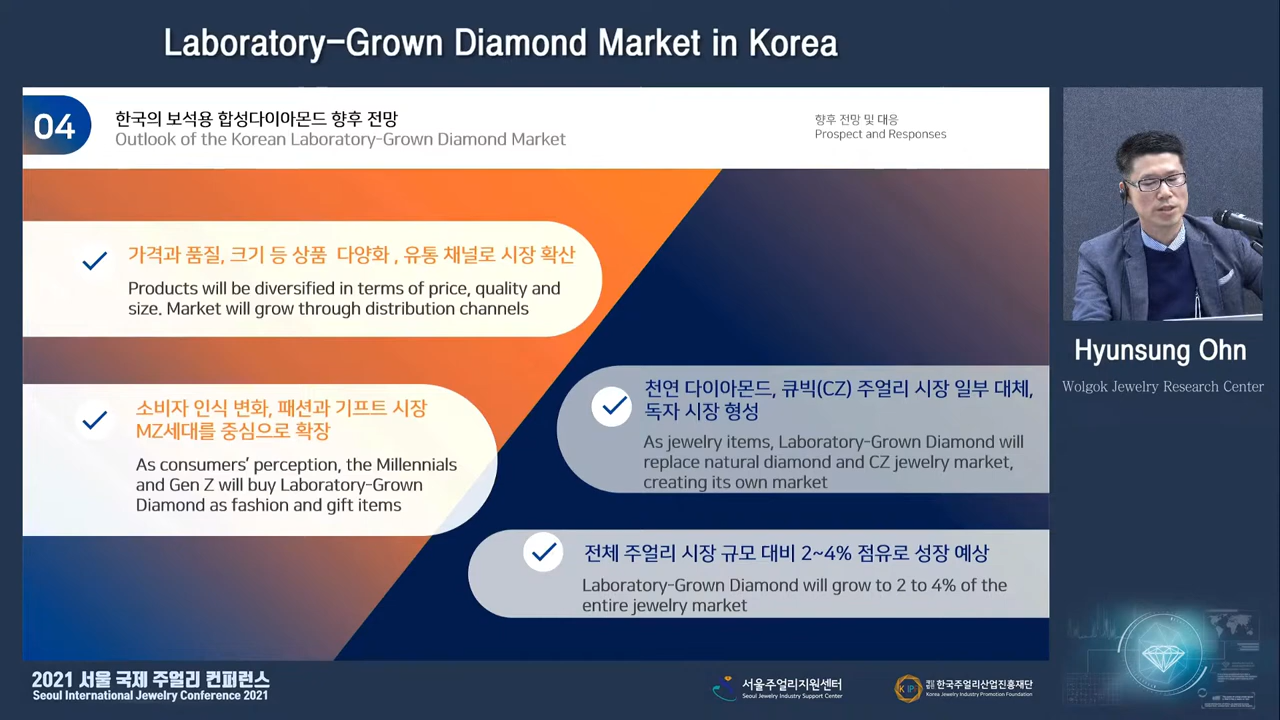 Laboratory-Grown Diamond Market in Korea
04
한국의 보석용 합성다이아몬드 향후 전망
Outlook of the Korean Laboratory-Grown Diamond Market
향후 전망 및 대응
Prospect and Responses
가격과 품질, 크기 등 상품 다양화 , 유통 채널로 시장 확산
Products will be diversified in terms of price, quality and
size. Market will grow through distribution channels
소비자 인식 변화, 패션과 기프트 시장
MZ세대를 중심으로 확장
As consumers' perception, the Millennials
and Gen Z will buy Laboratory-Grown
Diamond as fashion and gift items
천연 다이아몬드, 큐빅(CZ) 주얼리 시장 일부 대체,
독자 시장 형성
As jewelry items, Laboratory-Grown Diamond will
replace natural diamond and CZ jewelry market,
creating its own market
전체 주얼리 시장 규모 대비 2~4% 점유로 성장 예상
Laboratory-Grown Diamond will grow to 2 to 4% of the
entire jewelry market
Hyunsung Ohn
Wolgok Jewelry Research Center
2021 서울 국제 주얼리 컨퍼런스
Seoul International Jewelry Conference 2021
서울주얼리지원센터
Seoul Jewelry Industry Support Center
재단법인 한국주얼리산업진흥재단
Korea Jewelry Industry Promotion Foundation